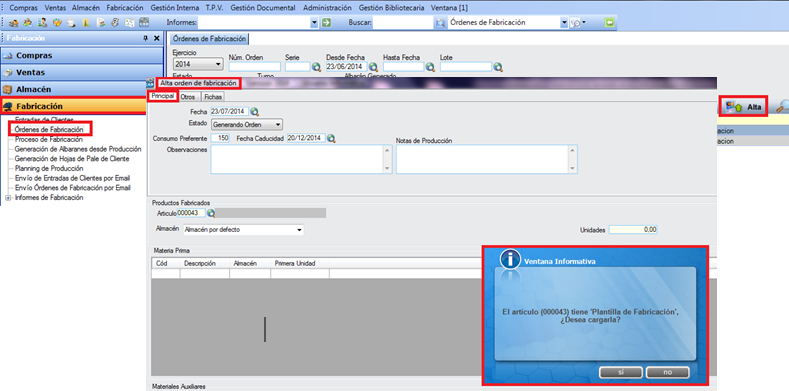 Compras Ventas Almacén Fabricación Gestión Interna T.P.V. Gestión Documental Administración Gestión Bibliotecaria Ventana [1]
Informes: Buscar: Órdenes de Fabricación
Fabricación
Compras
Ventas
Almacén
Fabricación
Entradas de Clientes
Órdenes de Fabricación
Proceso de Fabricación
Generación de Albaranes desde Producción
Generación de Hojas de Pale de Cliente
Planning de Producción
Envío de Entradas de Clientes por Email
Envío Órdenes de Fabricación por Email
Informes de Fabricación
Órdenes de Fabricación
Ejercicio
2014
Núm. Orden Serie Desde Fecha Hasta Fecha Lote
23/06/2014
Estado Turno Albarán Generado
Alta
acion
acion
Alta orden de fabricación
Principal Otros Fichas
Fecha 23/07/2014
Estado Generando Orden
Consumo Preferente 150 Fecha Caducidad 20/12/2014
Notas de Producción
Observaciones
Productos Fabricados
Articulo 000043
Almacén Almacén por defecto
Unidades 0,00
Materia Prima
Cód Descripción Almacén Primera Unidad
Materiales Auxiliares
Ventana Informativa
El artículo (000043) tiene 'Plantilla de Fabricación',
¿Desea cargarla?
sí no